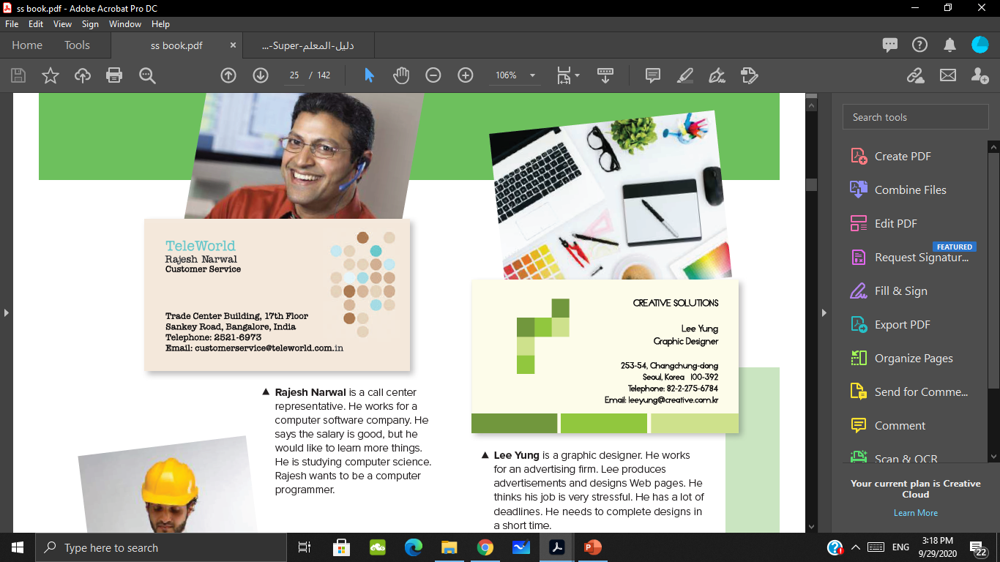 ss book.pdf - Adobe Acrobat Pro DC
File Edit View Sign Window Help
Home Tools ss book.pdf × دليل-المعلم-Super-...
25 / 142 106%
TeleWorld
Rajesh Narwal
Customer Service
Trade Center Building, 17th Floor
Sankey Road, Bangalore, India
Telephone: 2521-6973
Email: customerservice@teleworld.com.in
Rajesh Narwal is a call center
representative. He works for a
computer software company. He
says the salary is good, but he
would like to learn more things.
He is studying computer science.
Rajesh wants to be a computer
programmer.
CREATIVE SOLUTIONS
Lee Yung
Graphic Designer
253-54, Changchung-dong
Seoul, Korea 100-392
Telephone: 82-2-275-6784
Email: leeyung@creative.com.kr
Lee Yung is a graphic designer. He works
for an advertising firm. Lee produces
advertisements and designs Web pages. He
thinks his job is very stressful. He has a lot of
deadlines. He needs to complete designs in
a short time.
Search tools
Create PDF
Combine Files
Edit PDF
FEATURED
Request Signatur...
Fill & Sign
Export PDF
Organize Pages
Send for Comme...
Comment
Scan & OCR
Your current plan is Creative
Cloud
Learn More
Type here to search
ENG
3:18 PM
9/29/2020
22